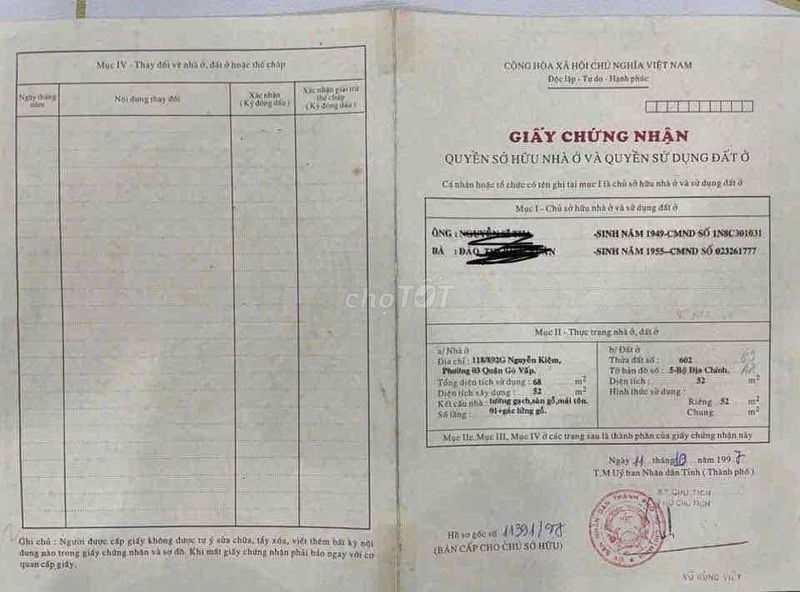 Mục IV - Thay đổi về nhà ở, đất ở hoặc thế chấp
Ngày tháng năm
Nội dung thay đổi
Xác nhận
(Ký đóng dấu)
Xác nhận giải trừ thế chấp
(Ký đóng dấu)
Ghi chú : Người được cấp giấy không được tự ý sửa chữa, tẩy xóa, viết thêm bất kỳ nội
dung nào trong giấy chứng nhận và sơ đồ. Khi mất giấy chứng nhận phải báo ngay với cơ
quan cấp giấy.
CỘNG HÒA XÃ HỘI CHỦ NGHĨA VIỆT NAM
Độc lập - Tự do - Hạnh phúc
GIẤY CHỨNG NHẬN
QUYỀN SỞ HỮU NHÀ Ở VÀ QUYỀN SỬ DỤNG ĐẤT Ở
Cá nhân hoặc tổ chức có tên ghi tại mục I là chủ sở hữu nhà ở và sử dụng đất ở
Mục I - Chủ sở hữu nhà ở và sử dụng đất ở
ÔNG: -SINH NĂM 1949-CMND SỐ 1N8C301031
BÀ : -SINH NĂM 1955--CMND SỐ 023261777
chợTỐT
Mục II - Thực trạng nhà ở, đất ở
a/ Nhà ở
Địa chỉ : 118/892G Nguyễn Kiệm,
Phường 03 Quận Gò Vấp.
Tổng diện tích sử dụng : 68 m2
Diện tích xây dựng : 52 m2
Kết cấu nhà : tường gạch,sàn gỗ,mái tôn.
Số tầng : 01+gác lửng gỗ.
b/ Đất ở
Thửa đất số : 602
Tờ bản đồ số : 5-Bộ Địa Chính.
Diện tích : 52 m2
Hình thức sử dụng :
Riêng 52 m2
Chung m2
Mục IIc, Mục III, Mục IV ở các trang sau là thành phần của giấy chứng nhận này
Ngày 11 tháng 10 năm 1997
T.M Uỷ ban Nhân dân Tỉnh ( Thành phố )
KT CHỦ TỊCH
PHÓ CHỦ TỊCH
Hồ sơ gốc số 11391/98
(BẢN CẤP CHO CHỦ SỞ HỮU)
VŨ HÙNG VIỆT